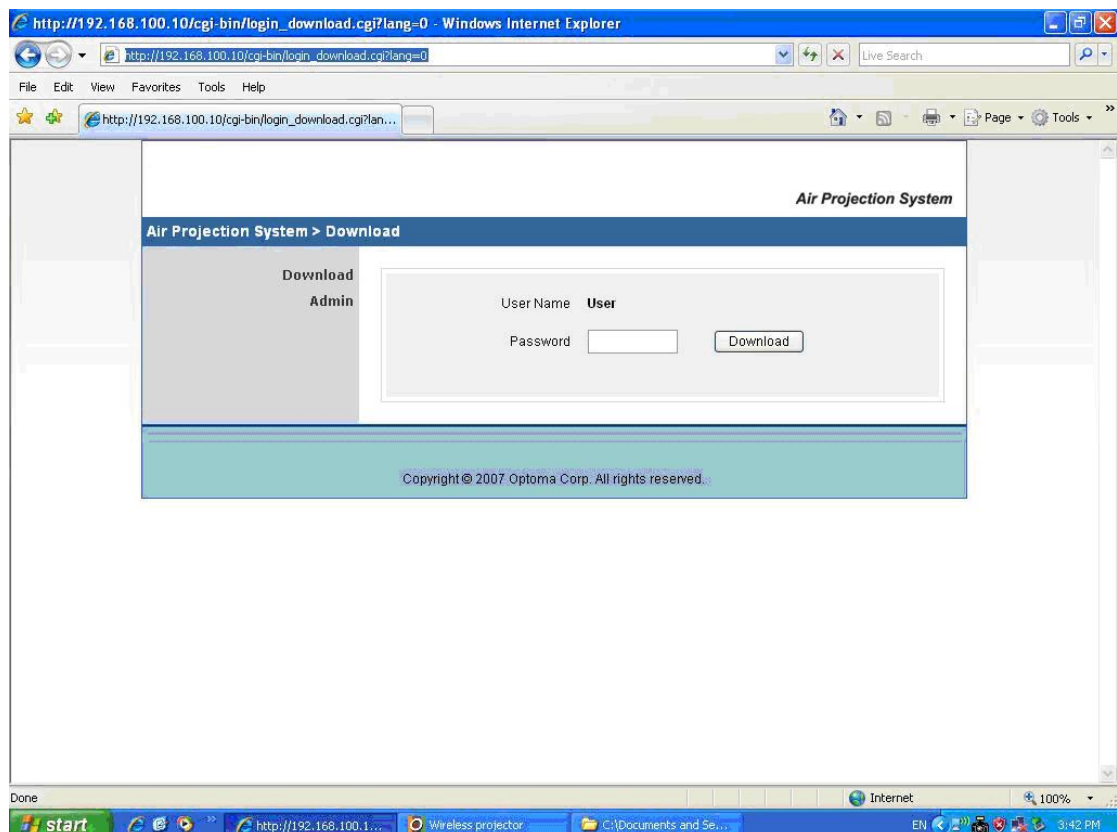 http://192.168.100.10/cgi-bin/login_download.cgi?lang=0 - Windows Internet Explorer
http://192.168.100.10/cgi-bin/login_download.cgi?lang=0
Live Search
File Edit View Favorites Tools Help
http://192.168.100.10/cgi-bin/login_download.cgi?lan...
Page Tools
Air Projection System
Air Projection System > Download
Download
Admin
User Name User
Password Download
Copyright © 2007 Optoma Corp. All rights reserved.
Done Internet 100%
start http://192.168.100.1... Wireless projector C:\Documents and Se... EN 3:42 PM